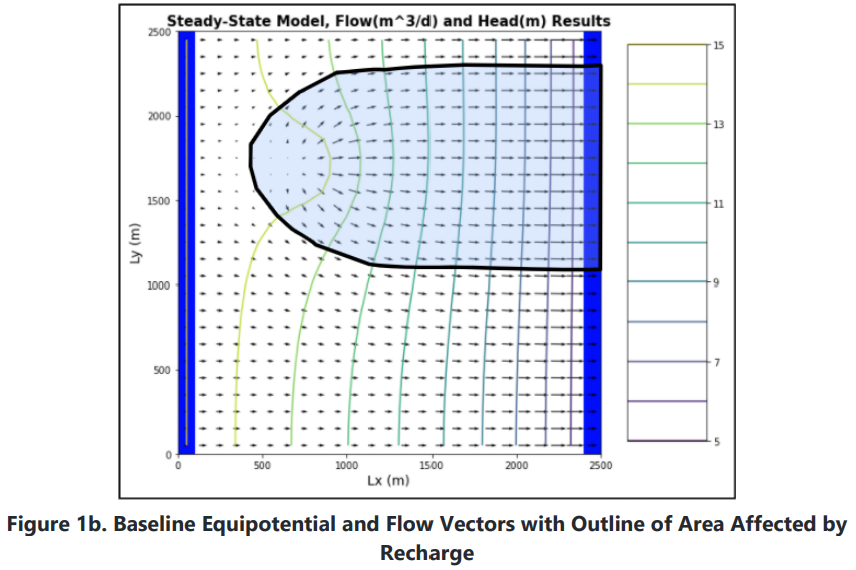 Steady-State Model, Flow(m^3/d) and Head(m) Results
2500
2000
1500
1000
500
0
Ly (m)
0 500 1000 1500 2000 2500
Lx (m)
15
13
11
9
7
5
Figure 1b. Baseline Equipotential and Flow Vectors with Outline of Area Affected by
Recharge